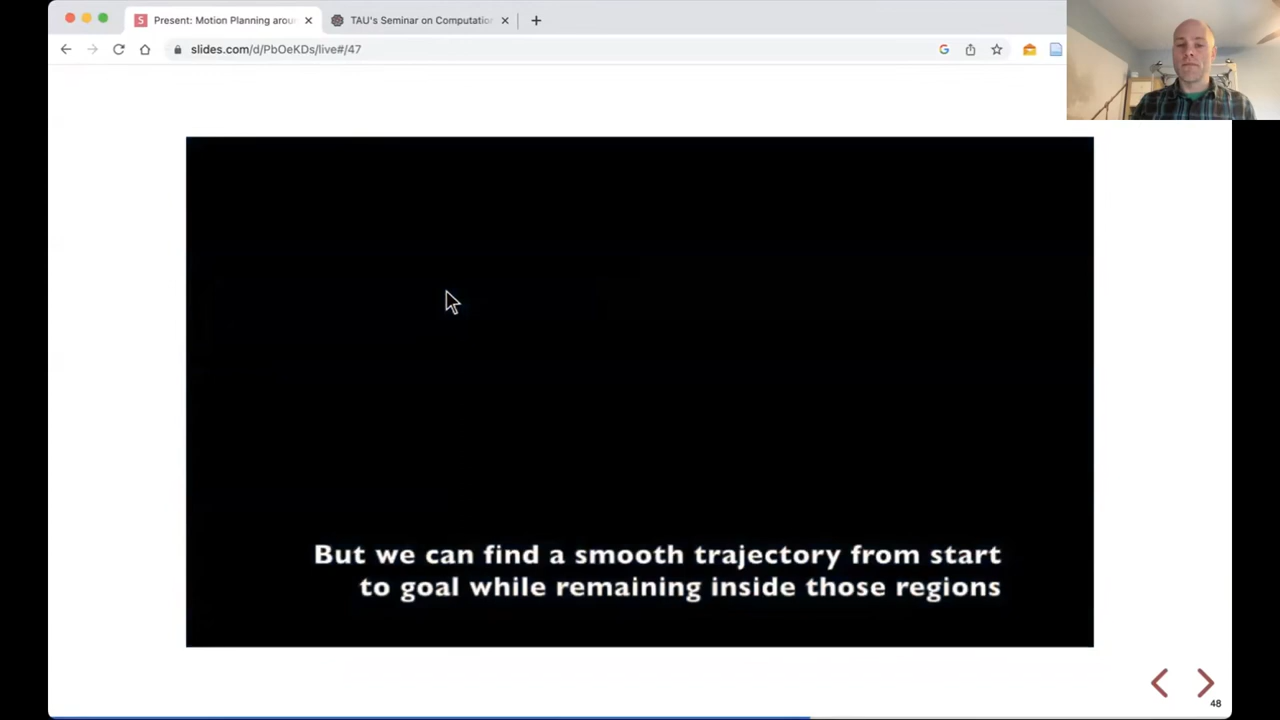 Present: Motion Planning arou
TAU's Seminar on Computation
slides.com/d/PbOeKDs/live#/47
But we can find a smooth trajectory from start
to goal while remaining inside those regions
48